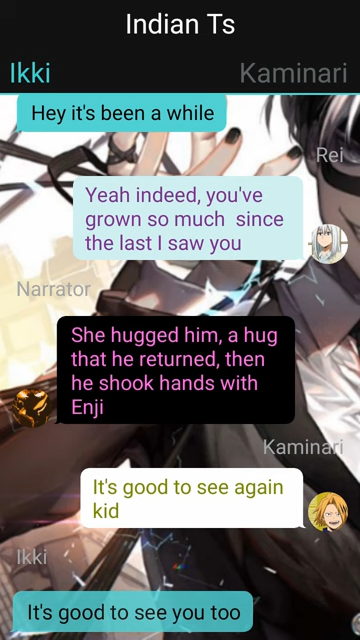 Indian Ts
Ikki
Kaminari
Hey it's been a while
Rei
Yeah indeed, you've
grown so much since
the last I saw you
Narrator
She hugged him, a hug
that he returned, then
he shook hands with
Enji
Kaminari
It's good to see again
kid
Ikki
It's good to see you too